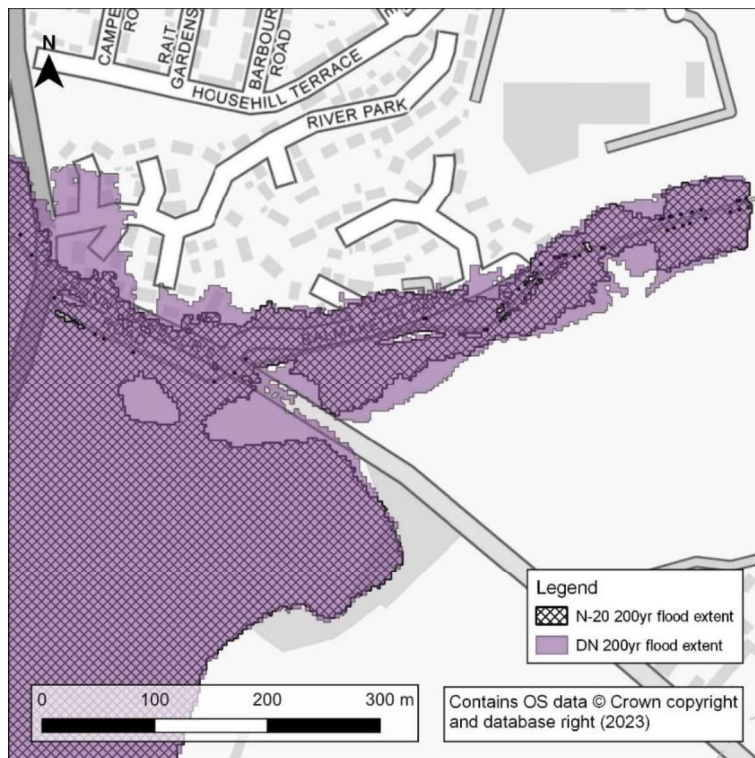 N
CAMPE
RO
RAIT
GARDENS
BARBOUR
ROAD
HOUSEHILL TERRACE
RIVER PARK
Legend
N-20 200yr flood extent
DN 200yr flood extent
0 100 200 300 m
Contains OS data © Crown copyright
and database right (2023)